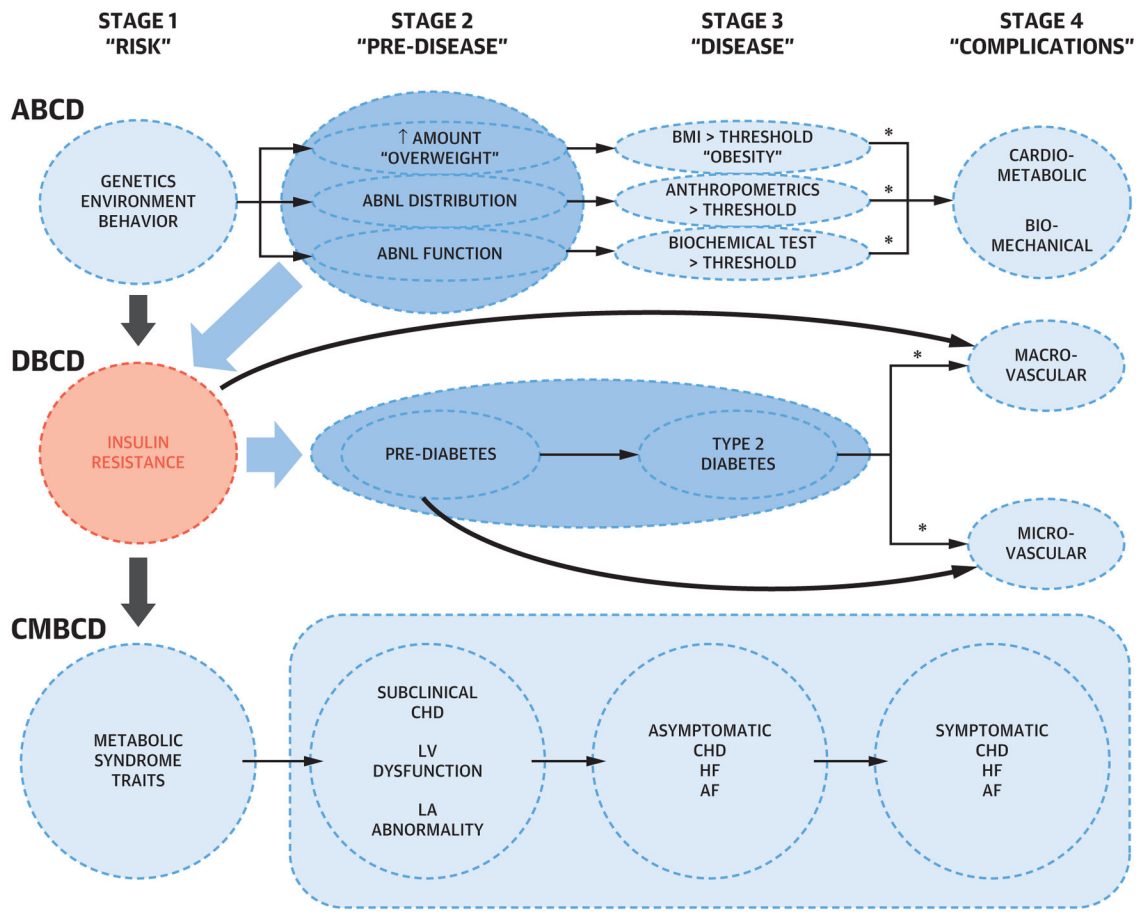 STAGE 1
“RISK”
STAGE 2
“PRE-DISEASE”
STAGE 3
“DISEASE”
STAGE 4
“COMPLICATIONS”
ABCD
GENETICS
ENVIRONMENT
BEHAVIOR
↑ AMOUNT
“OVERWEIGHT”
ABNL DISTRIBUTION
ABNL FUNCTION
BMI > THRESHOLD
“OBESITY”
ANTHROPOMETRICS
> THRESHOLD
BIOCHEMICAL TEST
> THRESHOLD
*
*
*
CARDIO-
METABOLIC
BIO-
MECHANICAL
DBCD
INSULIN
RESISTANCE
PRE-DIABETES
TYPE 2
DIABETES
*
*
MACRO-
VASCULAR
MICRO-
VASCULAR
CMBCD
METABOLIC
SYNDROME
TRAITS
SUBCLINICAL
CHD
LV
DYSFUNCTION
LA
ABNORMALITY
ASYMPTOMATIC
CHD
HF
AF
SYMPTOMATIC
CHD
HF
AF